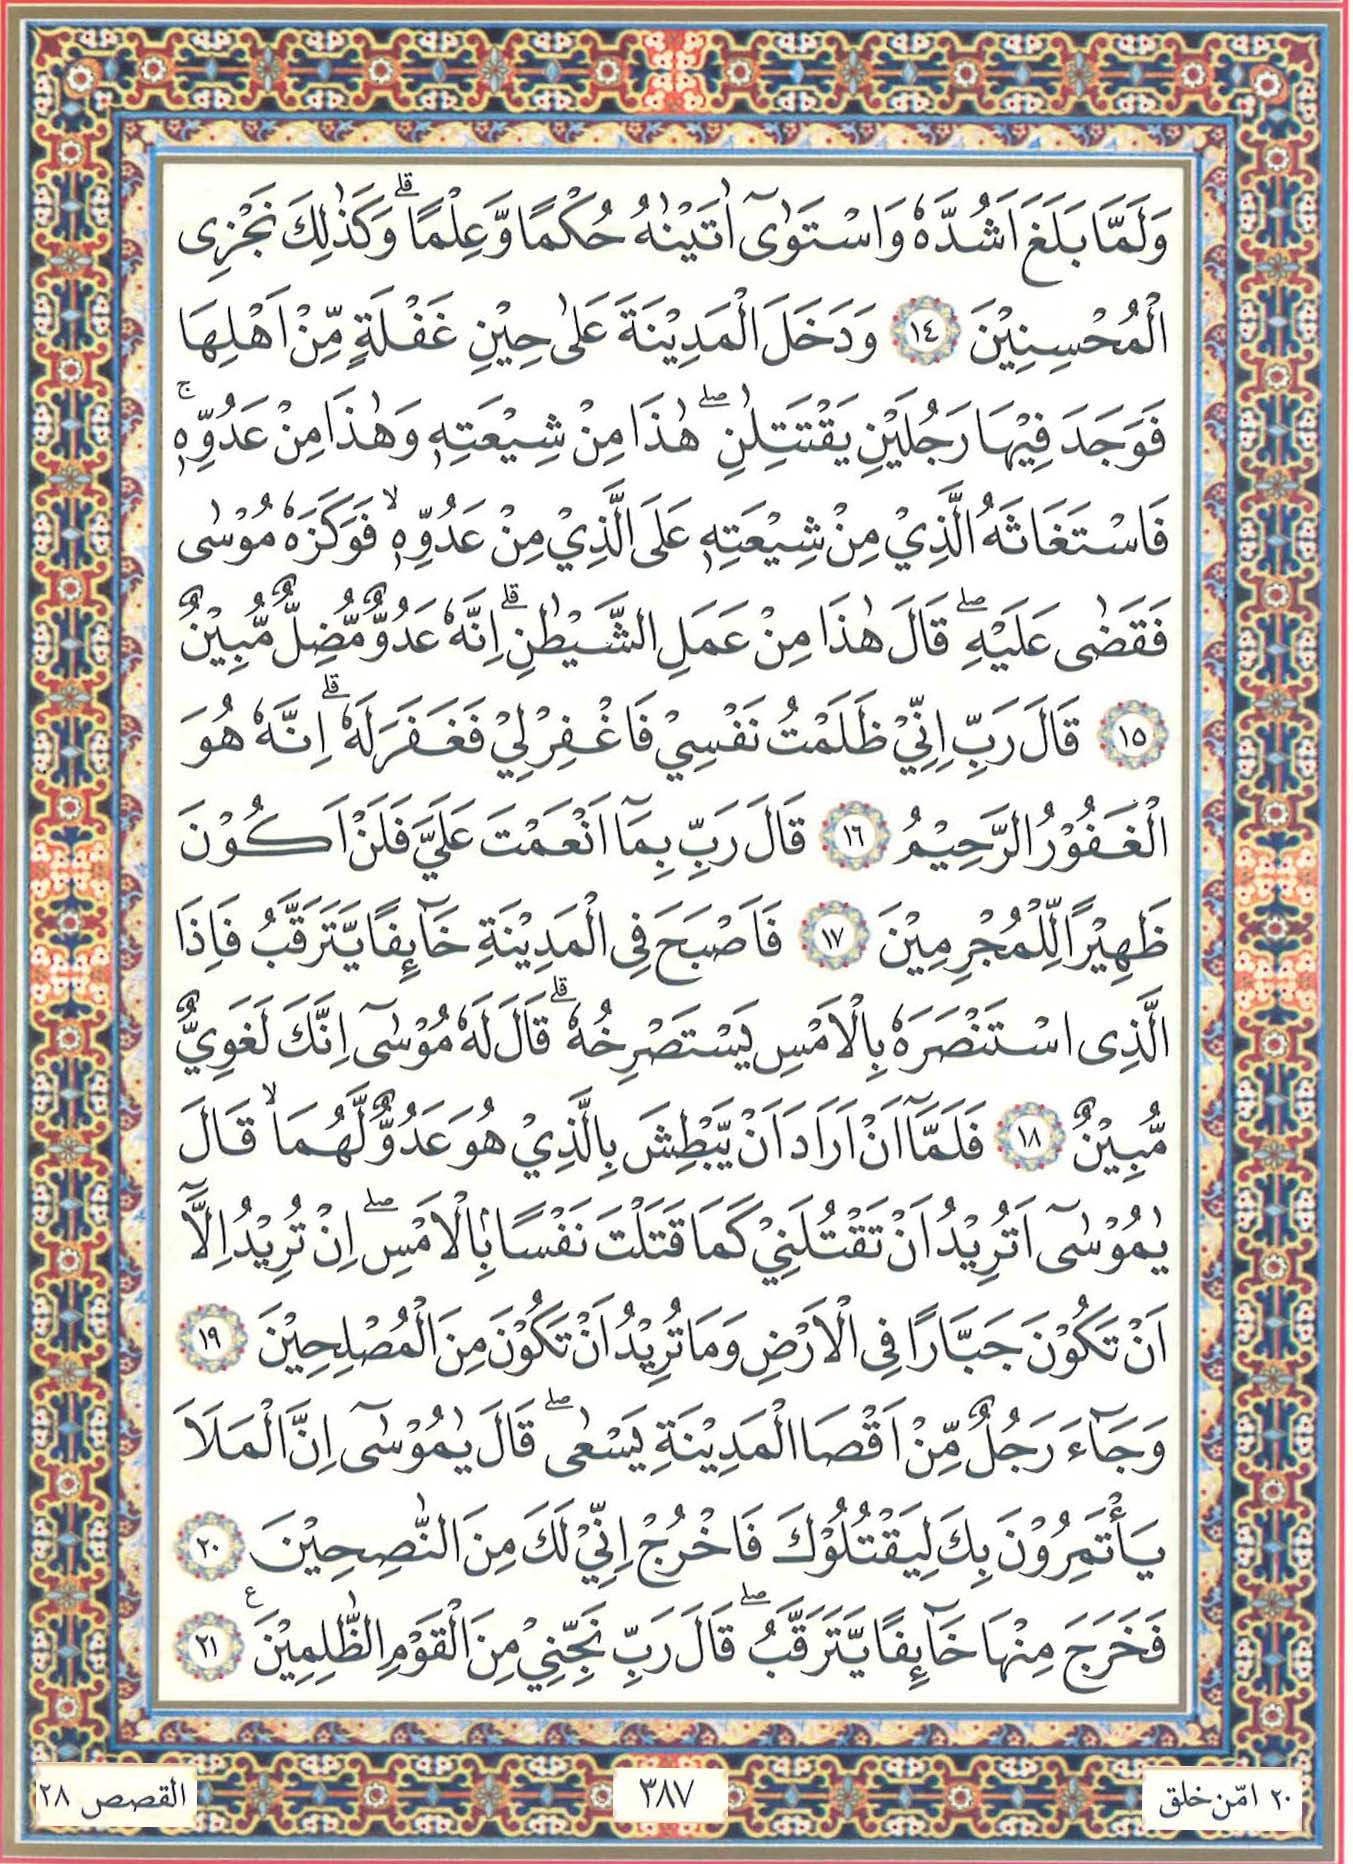 وَلَمَّا بَلَغَ اَشُدَّهٗ وَاسْتَوٰىٓ اٰتَيْنٰهُ حُكْمًا وَّعِلْمًا ۗوَكَذٰلِكَ نَجْزِى
الْمُحْسِنِيْنَ ١٤ وَدَخَلَ الْمَدِيْنَةَ عَلٰى حِيْنِ غَفْلَةٍ مِّنْ اَهْلِهَا
فَوَجَدَ فِيْهَا رَجُلَيْنِ يَقْتَتِلٰنِ ۖ هٰذَا مِنْ شِيْعَتِهٖ وَهٰذَا مِنْ عَدُوِّهٖۚ
فَاسْتَغَاثَهُ الَّذِيْ مِنْ شِيْعَتِهٖ عَلَى الَّذِيْ مِنْ عَدُوِّهٖ ۙ فَوَكَزَهٗ مُوْسٰى
فَقَضٰى عَلَيْهِ ۖ قَالَ هٰذَا مِنْ عَمَلِ الشَّيْطٰنِ ۗ اِنَّهٗ عَدُوٌّ مُّضِلٌّ مُّبِيْنٌ
١٥ قَالَ رَبِّ اِنِّيْ ظَلَمْتُ نَفْسِيْ فَاغْفِرْ لِيْ فَغَفَرَ لَهٗ ۗ اِنَّهٗ هُوَ
الْغَفُوْرُ الرَّحِيْمُ ١٦ قَالَ رَبِّ بِمَآ اَنْعَمْتَ عَلَيَّ فَلَنْ اَكُوْنَ
ظَهِيْرًا لِّلْمُجْرِمِيْنَ ١٧ فَاَصْبَحَ فِى الْمَدِيْنَةِ خَآىِٕفًا يَّتَرَقَّبُ فَاِذَا
الَّذِى اسْتَنْصَرَهٗ بِالْاَمْسِ يَسْتَصْرِخُهٗ ۗ قَالَ لَهٗ مُوْسٰىٓ اِنَّكَ لَغَوِيٌّ
مُّبِيْنٌ ١٨ فَلَمَّآ اَنْ اَرَادَ اَنْ يَّبْطِشَ بِالَّذِيْ هُوَ عَدُوٌّ لَّهُمَا ۙ قَالَ
يٰمُوْسٰىٓ اَتُرِيْدُ اَنْ تَقْتُلَنِيْ كَمَا قَتَلْتَ نَفْسًاۢ بِالْاَمْسِ ۖ اِنْ تُرِيْدُ اِلَّآ
اَنْ تَكُوْنَ جَبَّارًا فِى الْاَرْضِ وَمَا تُرِيْدُ اَنْ تَكُوْنَ مِنَ الْمُصْلِحِيْنَ ١٩
وَجَآءَ رَجُلٌ مِّنْ اَقْصَا الْمَدِيْنَةِ يَسْعٰى ۖ قَالَ يٰمُوْسٰىٓ اِنَّ الْمَلَاَ
يَأْتَمِرُوْنَ بِكَ لِيَقْتُلُوْكَ فَاخْرُجْ اِنِّيْ لَكَ مِنَ النّٰصِحِيْنَ ٢٠
فَخَرَجَ مِنْهَا خَآىِٕفًا يَّتَرَقَّبُ ۖ قَالَ رَبِّ نَجِّنِيْ مِنَ الْقَوْمِ الظّٰلِمِيْنَ ࣖ ٢١
٢٠ امّن خلق
٣٨٧
القصص ٢٨